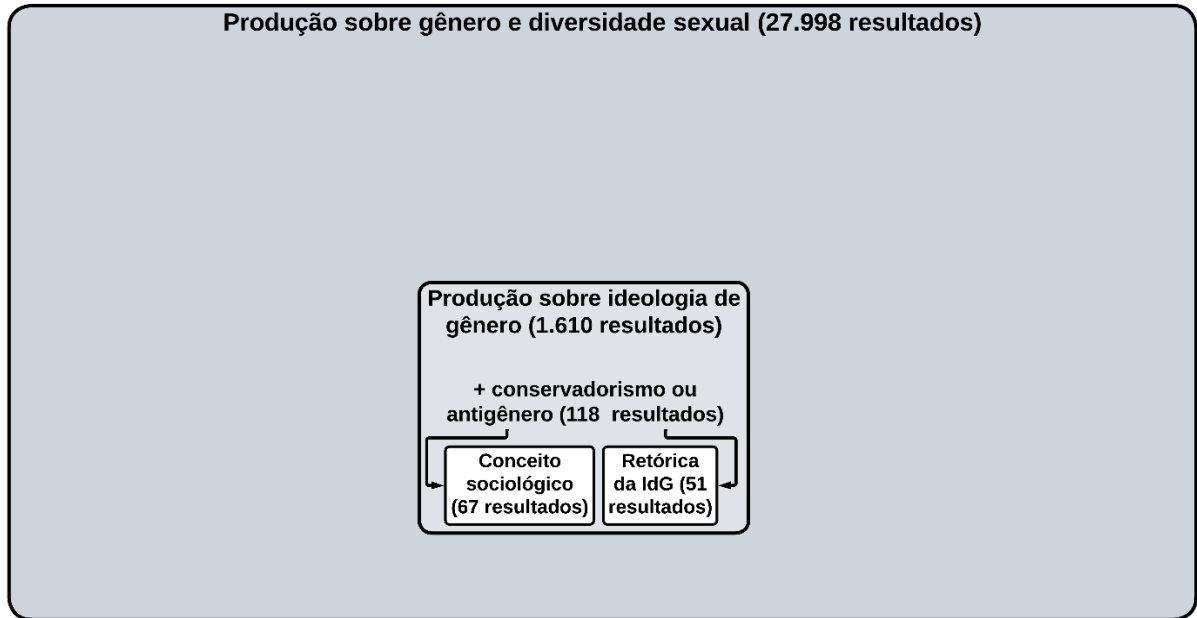 Produção sobre gênero e diversidade sexual (27.998 resultados)
Produção sobre ideologia de
gênero (1.610 resultados)
+ conservadorismo ou
antigênero (118 resultados)
Conceito
sociológico
(67 resultados)
Retórica
da IdG (51
resultados)